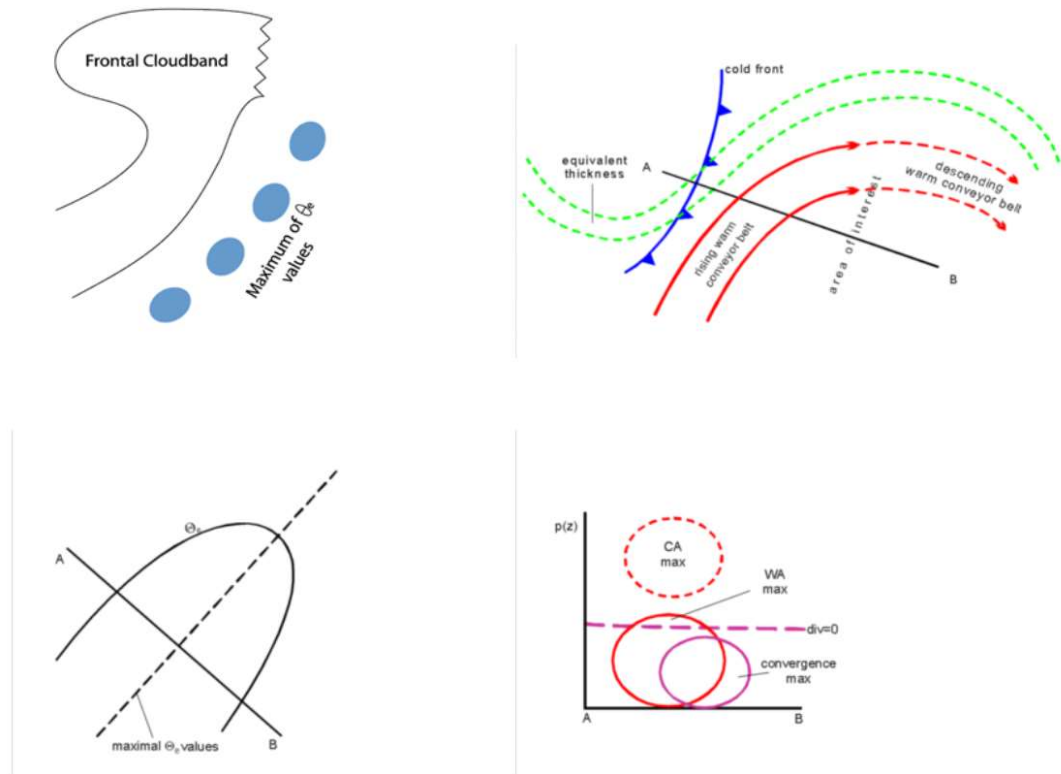 Frontal Cloudband
Maximum of θe
values
cold front
A
equivalent
thickness
rising warm
conveyor belt
area of interest
descending
warm conveyor belt
B
Θe
A
maximal Θe values
B
p(z)
CA
max
WA
max
div=0
convergence
max
A
B